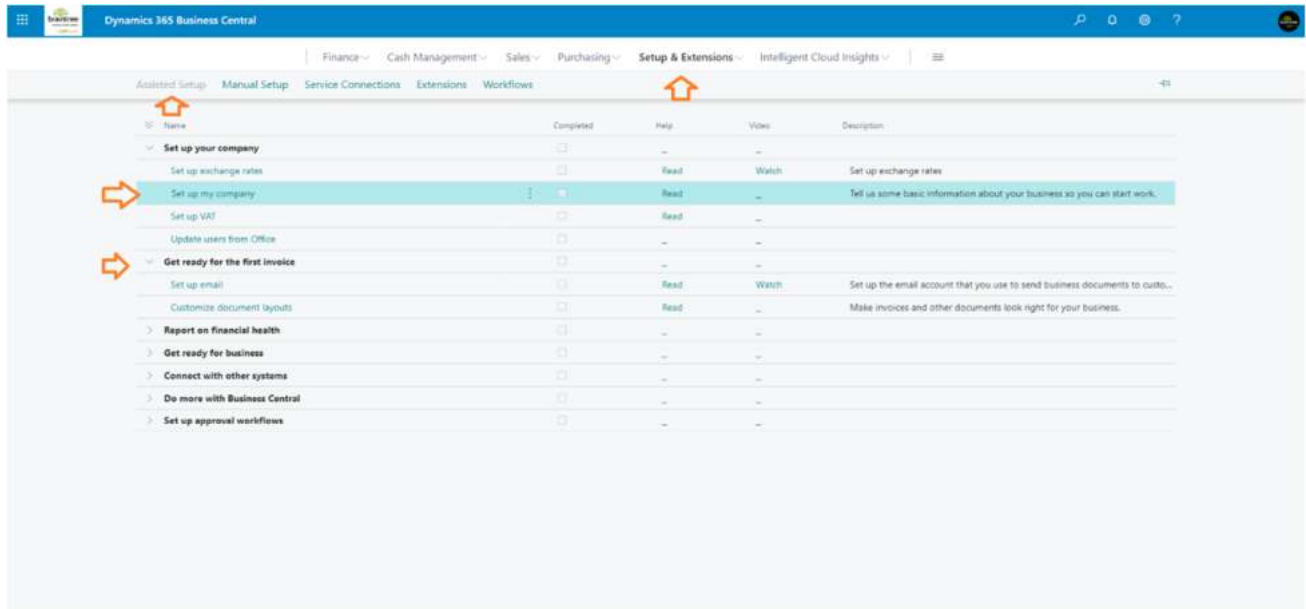 braintree
Dynamics 365 Business Central
?
Finance Cash Management Sales Purchasing Setup & Extensions Intelligent Cloud Insights
Assisted Setup Manual Setup Service Connections Extensions Workflows
Name Completed Help Video Description
Set up your company _ _
Set up exchange rates Read Watch Set up exchange rates
Set up my company Read _ Tell us some basic information about your business so you can start work.
Set up VAT Read _
Update users from Office _ _
Get ready for the first invoice _ _
Set up email Read Watch Set up the email account that you use to send business documents to custo...
Customize document layouts Read _ Make invoices and other documents look right for your business.
Report on financial health _ _
Get ready for business _ _
Connect with other systems _ _
Do more with Business Central _ _
Set up approval workflows _ _